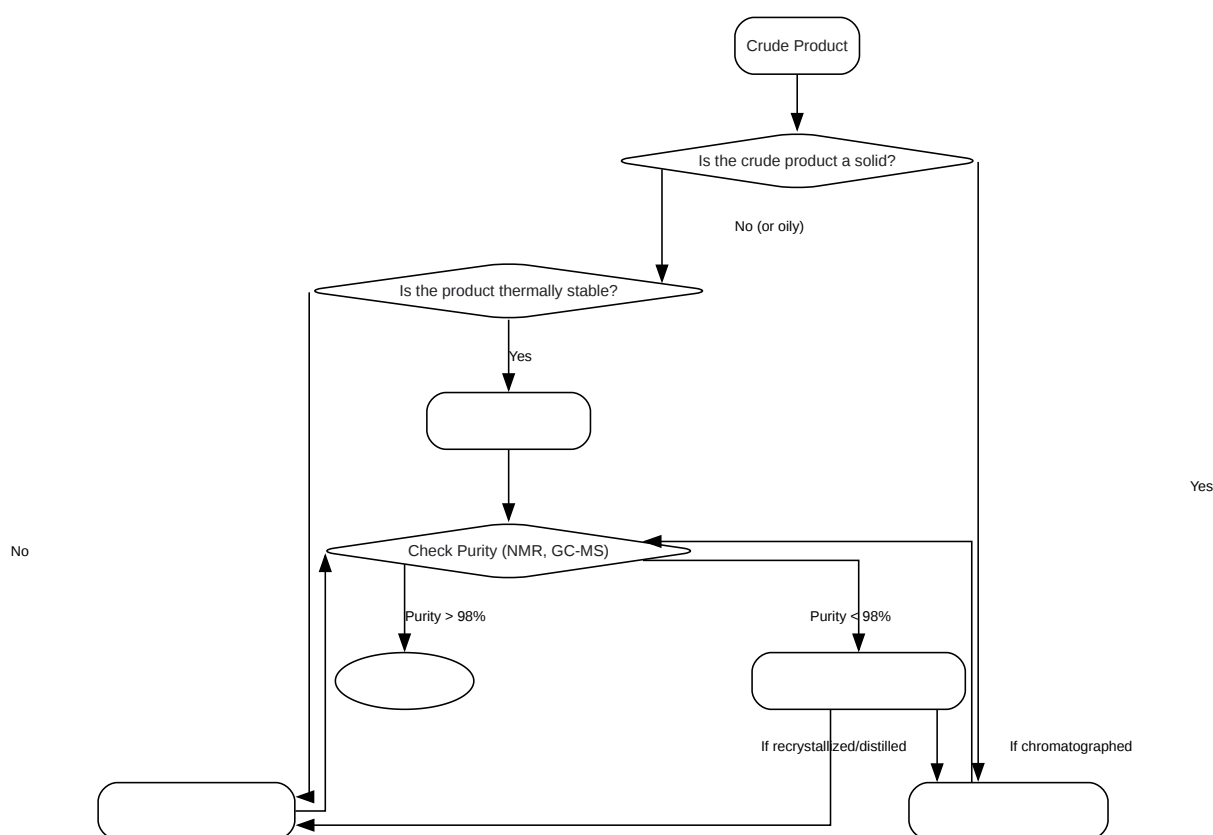 Crude Product
Is the crude product a solid?
No (or oily)
Is the product thermally stable?
Yes
Yes
No
Check Purity (NMR, GC-MS)
Purity > 98%
Purity < 98%
If recrystallized/distilled
If chromatographed